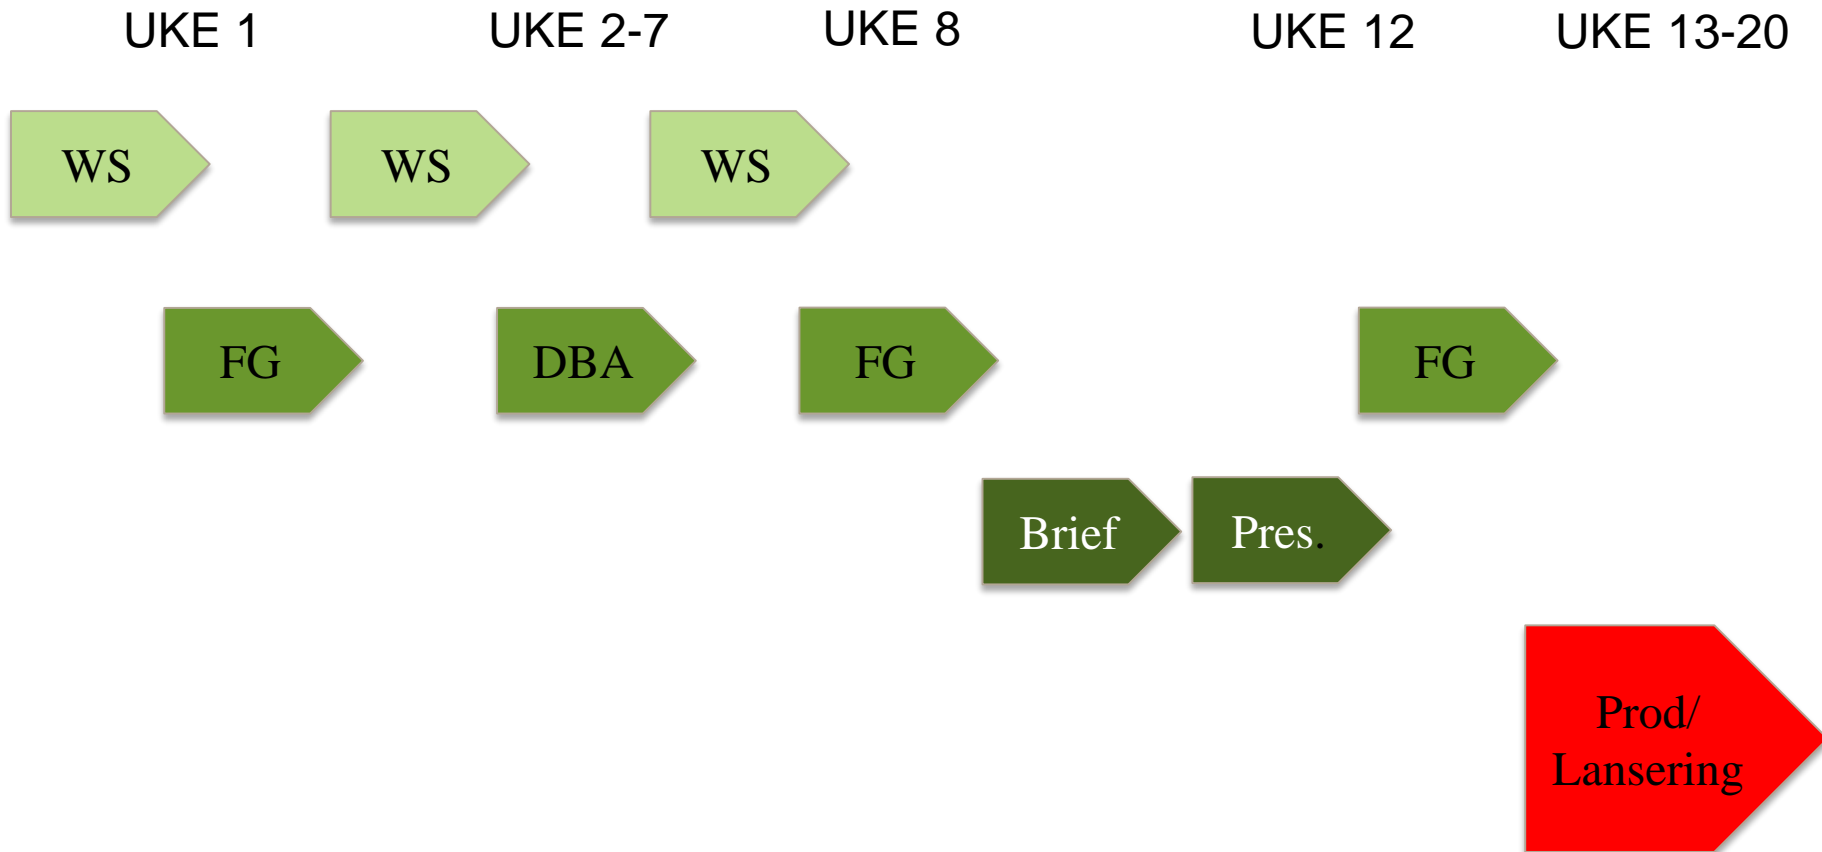 UKE 1
UKE 2-7
UKE 8
UKE 12
UKE 13-20
WS
WS
WS
FG
DBA
FG
FG
Brief
Pres.
Prod/
Lansering